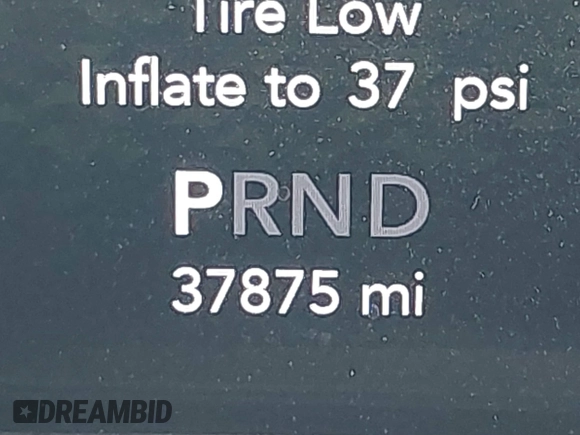 Tire Low
Inflate to 37 psi
PRND
37875 mi
DREAMBID